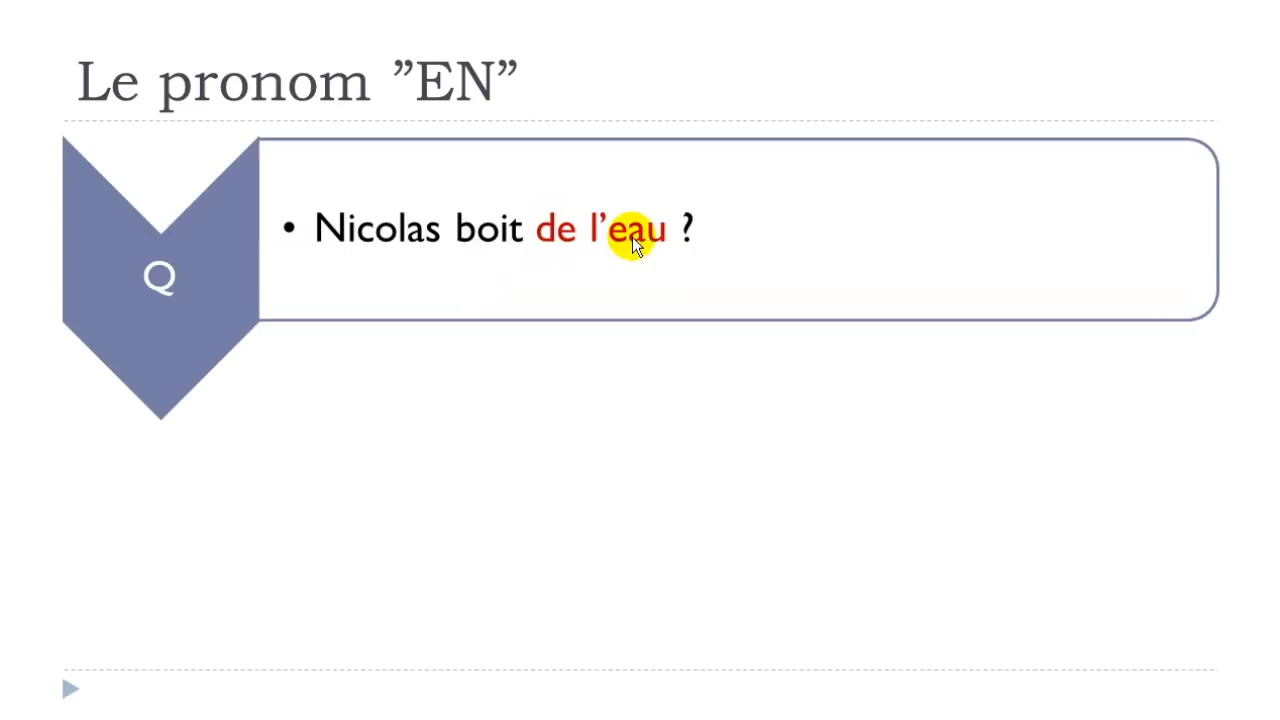 Le pronom ”EN”
Q
• Nicolas boit de l’eau ?